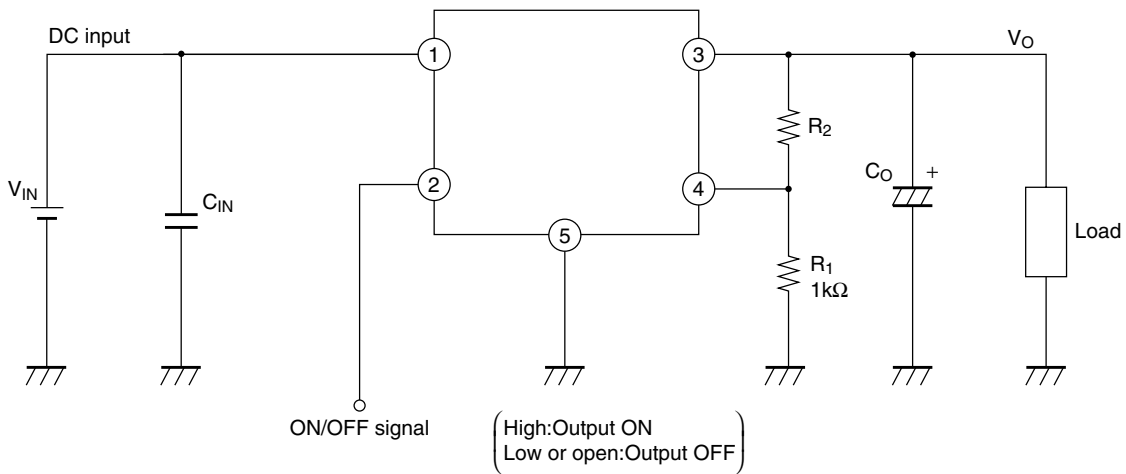 DC input
1
3
V_O
R_2
2
4
C_O +
V_IN
C_IN
5
Load
R_1
1kΩ
ON/OFF signal
High:Output ON
Low or open:Output OFF